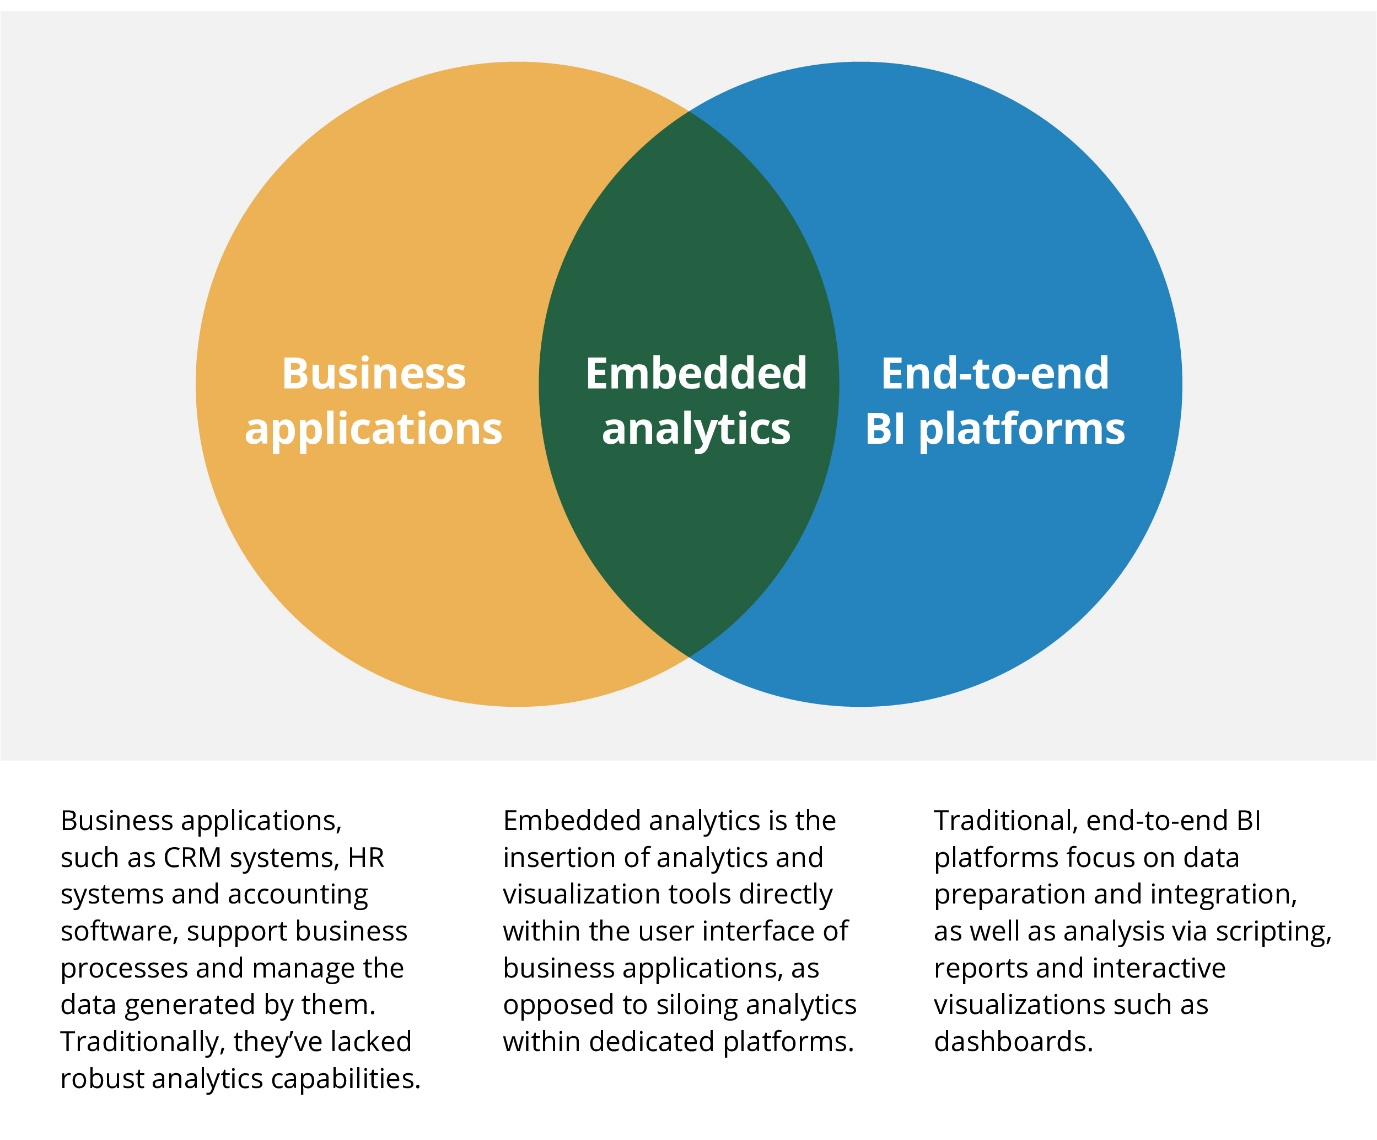 Business
applications
Embedded
analytics
End-to-end
BI platforms
Business applications,
such as CRM systems, HR
systems and accounting
software, support business
processes and manage the
data generated by them.
Traditionally, they’ve lacked
robust analytics capabilities.
Embedded analytics is the
insertion of analytics and
visualization tools directly
within the user interface of
business applications, as
opposed to siloing analytics
within dedicated platforms.
Traditional, end-to-end BI
platforms focus on data
preparation and integration,
as well as analysis via scripting,
reports and interactive
visualizations such as
dashboards.